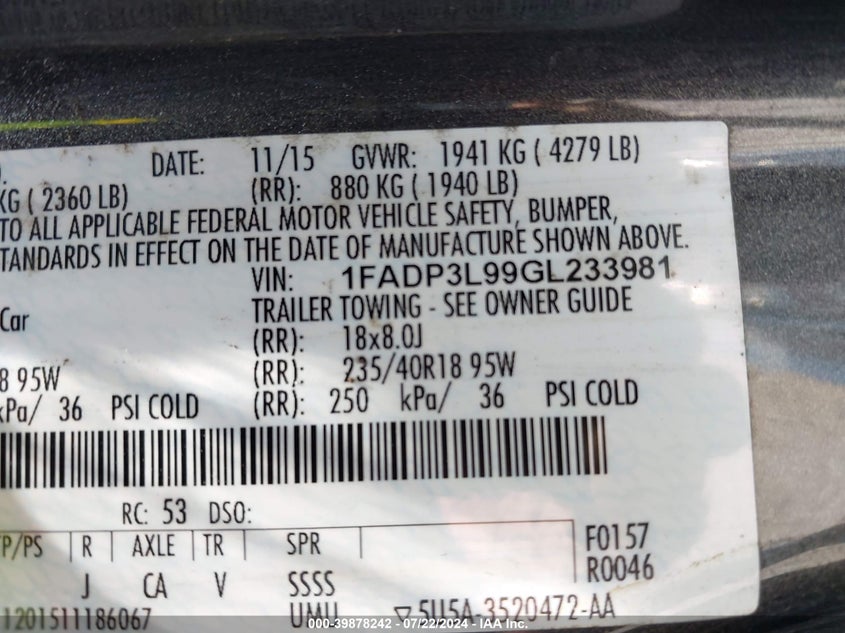 DATE: 11/15 GVWR: 1941 KG ( 4279 LB)
KG ( 2360 LB) (RR): 880 KG ( 1940 LB)
TO ALL APPLICABLE FEDERAL MOTOR VEHICLE SAFETY, BUMPER,
TANDARDS IN EFFECT ON THE DATE OF MANUFACTURE SHOWN ABOVE.
VIN: 1FADP3L99GL233981
Car TRAILER TOWING - SEE OWNER GUIDE
(RR): 18x8.0J
8 95W (RR): 235/40R18 95W
kPa/ 36 PSI COLD (RR): 250 kPa/ 36 PSI COLD
RC: 53 DSO:
TP/PS R AXLE TR SPR F0157
J CA V SSSS R0046
1201511186067 UMU ▽5U5A-3520472-AA
000-39878242 - 07/22/2024 - IAA Inc.